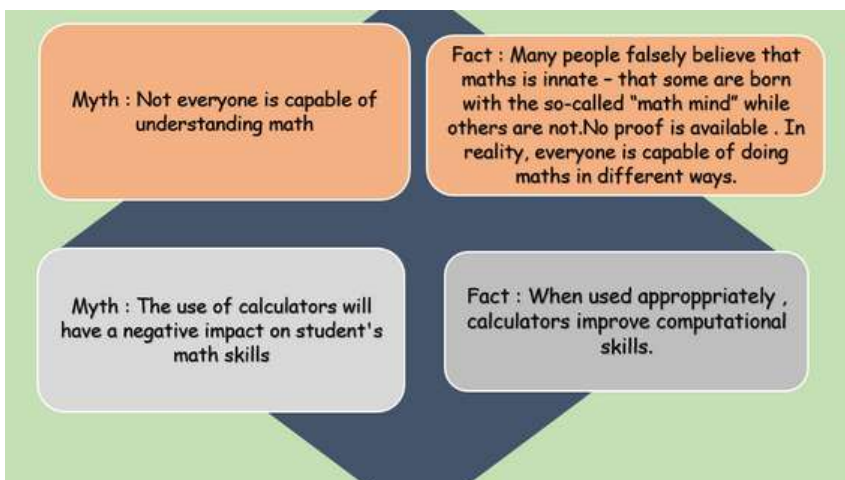 Myth : Not everyone is capable of
understanding math
Fact : Many people falsely believe that
maths is innate – that some are born
with the so-called “math mind” while
others are not.No proof is available . In
reality, everyone is capable of doing
maths in different ways.
Myth : The use of calculators will
have a negative impact on student's
math skills
Fact : When used approppriately ,
calculators improve computational
skills.